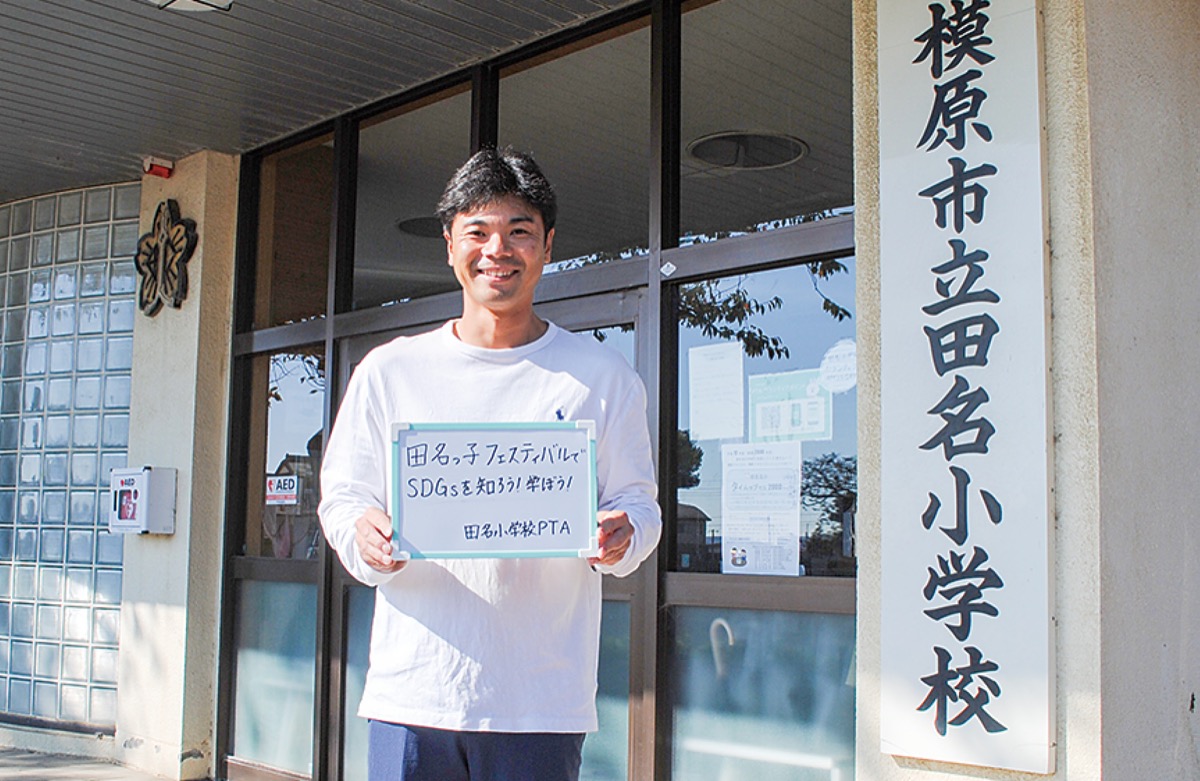 模原市立田名小学校
田名っ子フェスティバルで
SDGsを知ろう!学ぼう!
田名小学校PTA
AED
AED